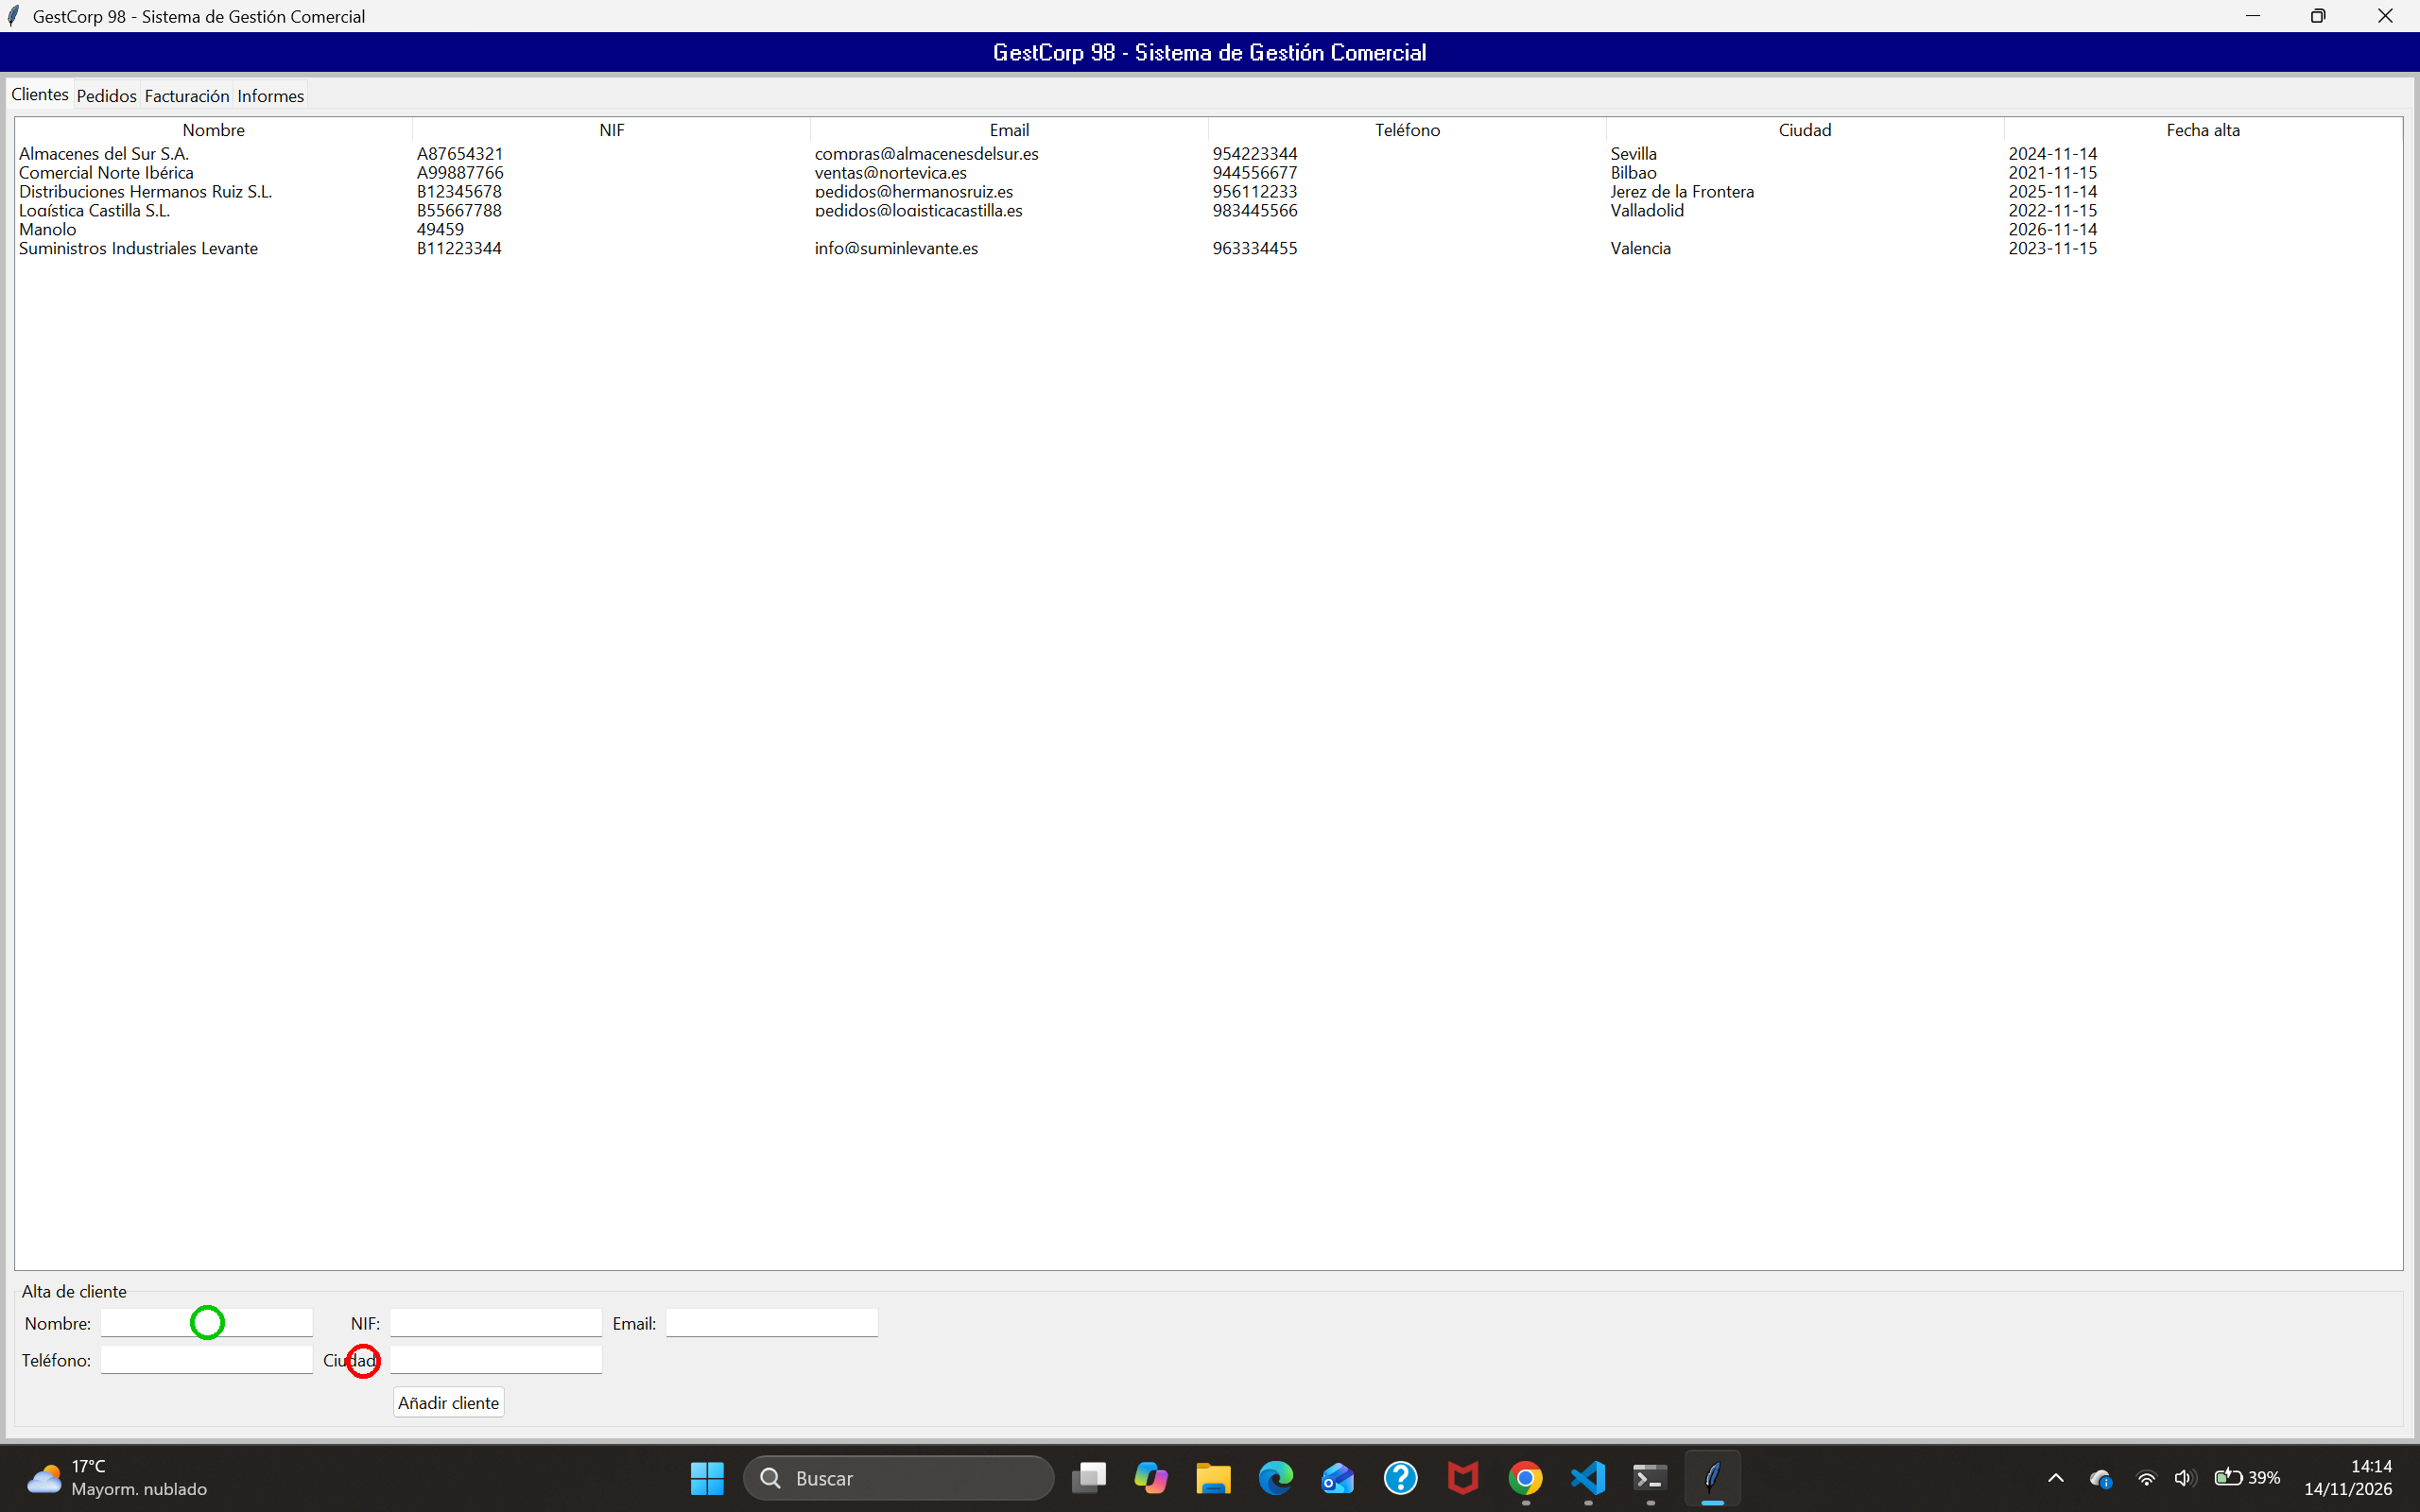 GestCorp 98 - Sistema de Gestión Comercial
GestCorp 98 - Sistema de Gestión Comercial
Clientes Pedidos Facturación Informes
Nombre NIF Email Teléfono Ciudad Fecha alta
Almacenes del Sur S.A. A87654321 compras@almacenesdelsur.es 954223344 Sevilla 2024-11-14
Comercial Norte Ibérica A99887766 ventas@nortevica.es 944556677 Bilbao 2021-11-15
Distribuciones Hermanos Ruiz S.L. B12345678 pedidos@hermanosruiz.es 956112233 Jerez de la Frontera 2025-11-14
Logística Castilla S.L. B55667788 pedidos@logisticacastilla.es 983445566 Valladolid 2022-11-15
Manolo 49459 2026-11-14
Suministros Industriales Levante B11223344 info@suminlevante.es 963334455 Valencia 2023-11-15
Alta de cliente
Nombre: NIF: Email:
Teléfono: Ciudad
Añadir cliente
17°C
Mayorm. nublado
Buscar
39%
14:14
14/11/2026